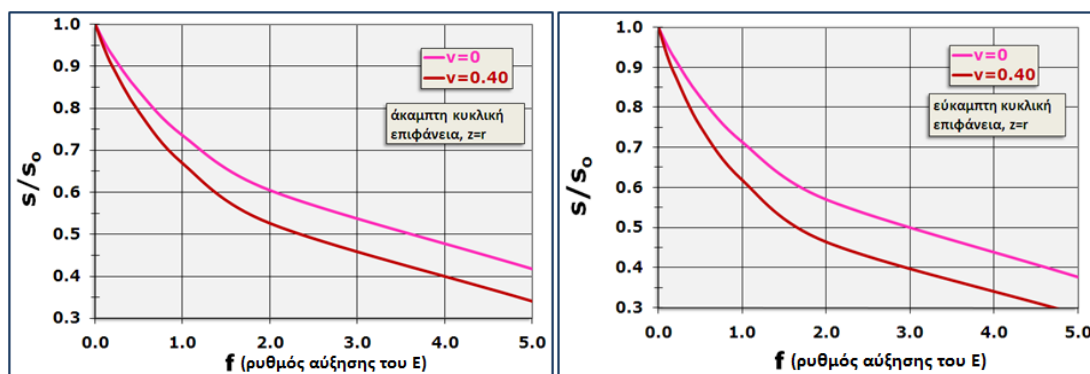 s/sₒ
1.0
0.9
0.8
0.7
0.6
0.5
0.4
0.3
v=0
v=0.40
άκαμπτη κυκλική
επιφάνεια, z=r
0.0 1.0 2.0 3.0 4.0 5.0
f (ρυθμός αύξησης του Ε)
s/sₒ
1.0
0.9
0.8
0.7
0.6
0.5
0.4
0.3
v=0
v=0.40
εύκαμπτη κυκλική
επιφάνεια, z=r
0.0 1.0 2.0 3.0 4.0 5.0
f (ρυθμός αύξησης του Ε)